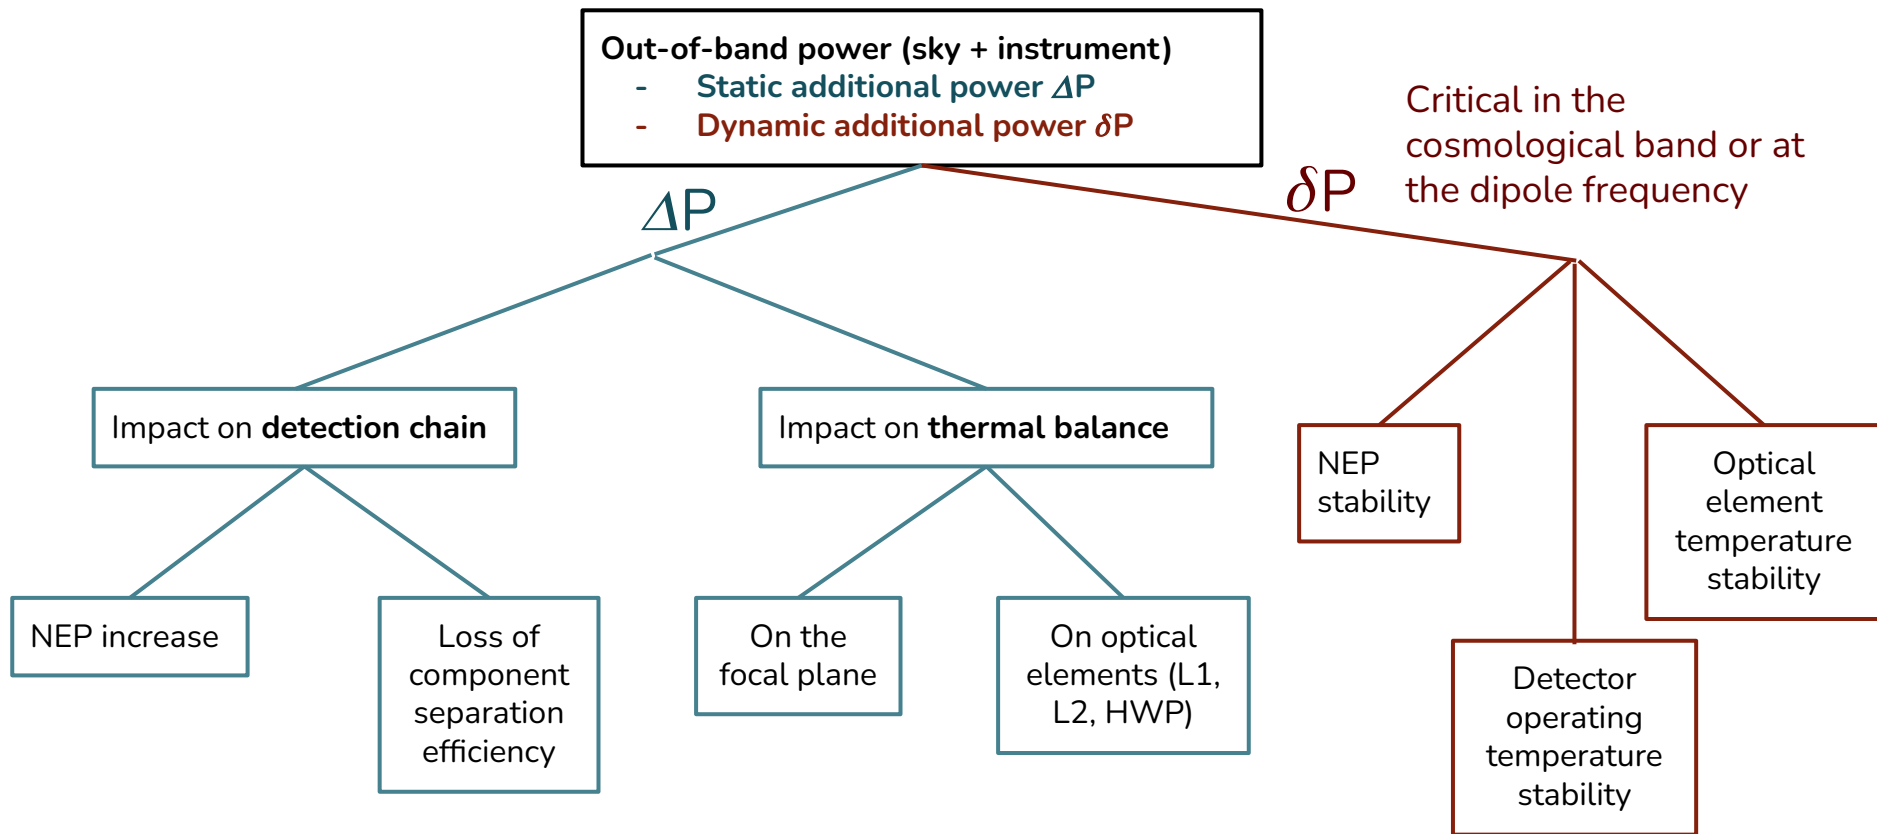 Out-of-band power (sky + instrument)
- Static additional power ΔP
- Dynamic additional power δP
Critical in the
cosmological band or at
the dipole frequency
ΔP
δP
Impact on detection chain
Impact on thermal balance
NEP
stability
Optical
element
temperature
stability
NEP increase
Loss of
component
separation
efficiency
On the
focal plane
On optical
elements (L1,
L2, HWP)
Detector
operating
temperature
stability